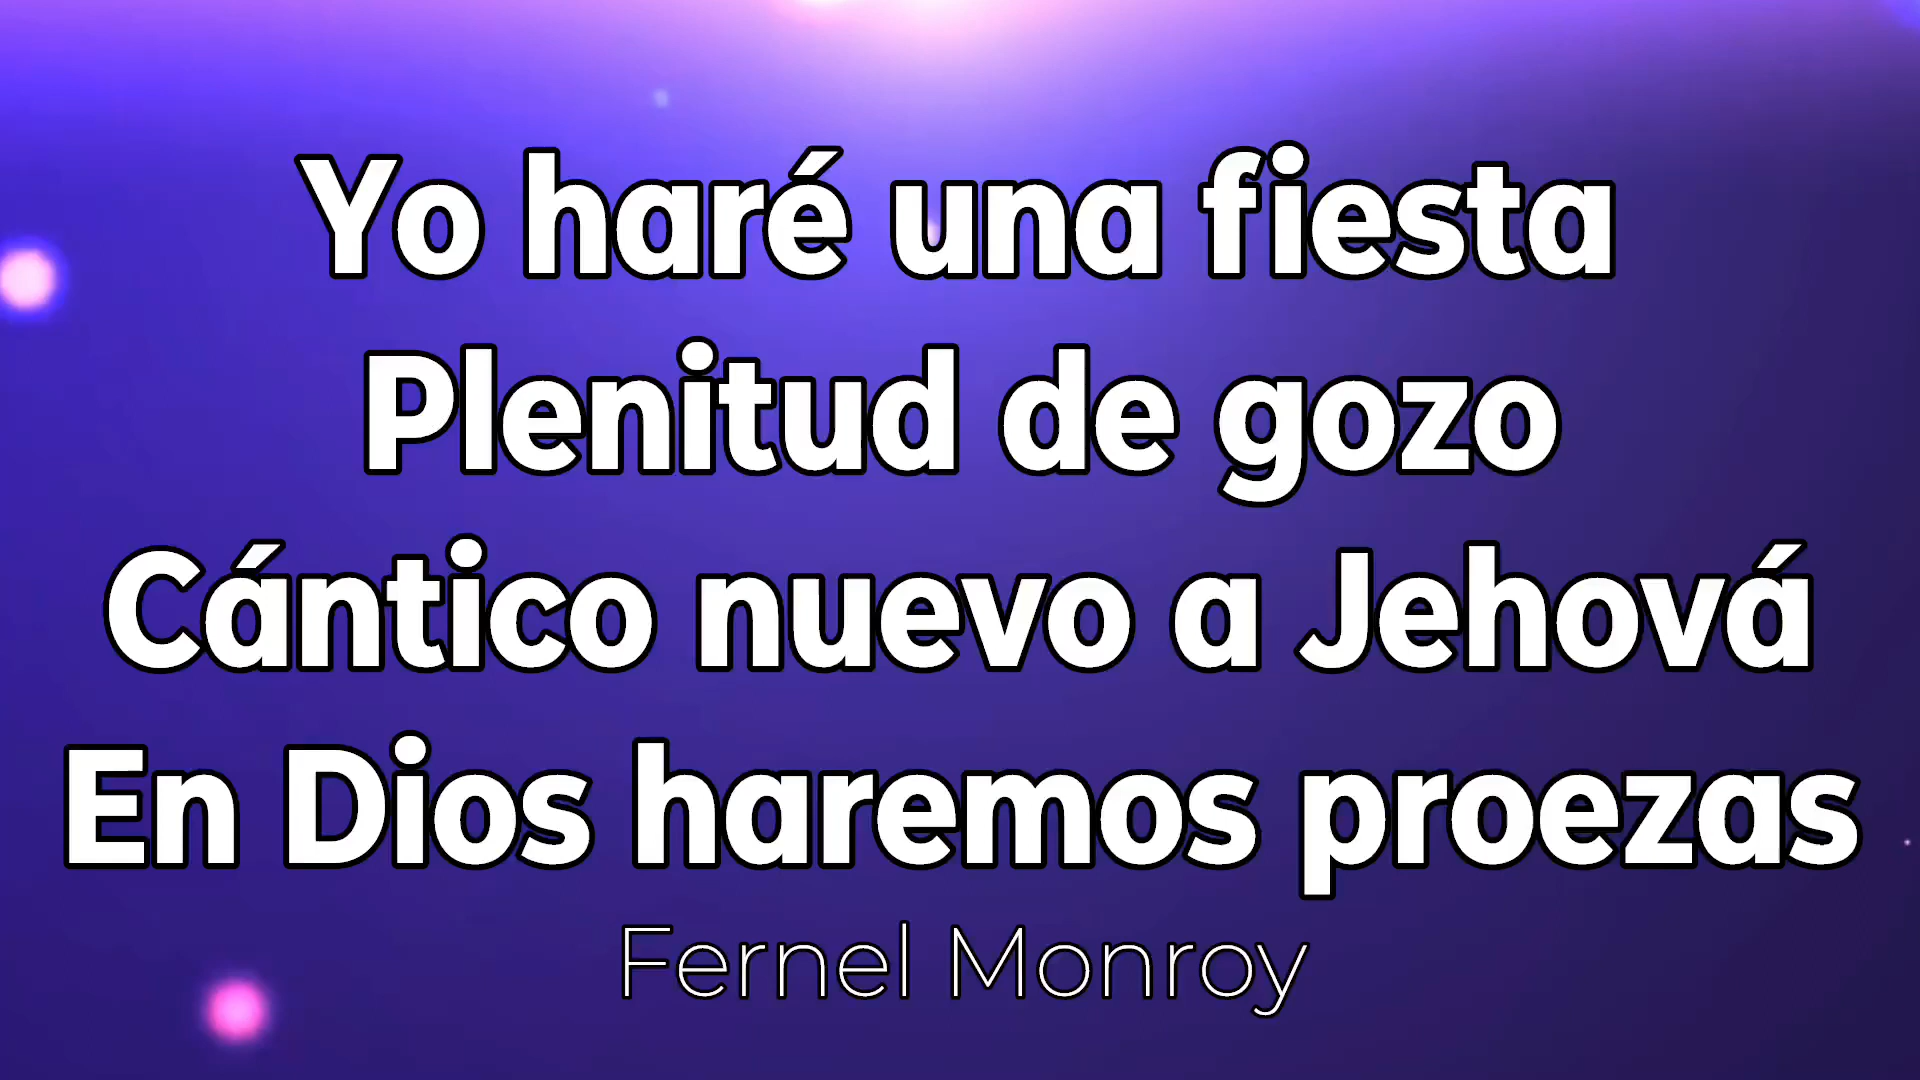 Yo haré una fiesta
Plenitud de gozo
Cántico nuevo a Jehová
En Dios haremos proezas
Fernel Monroy